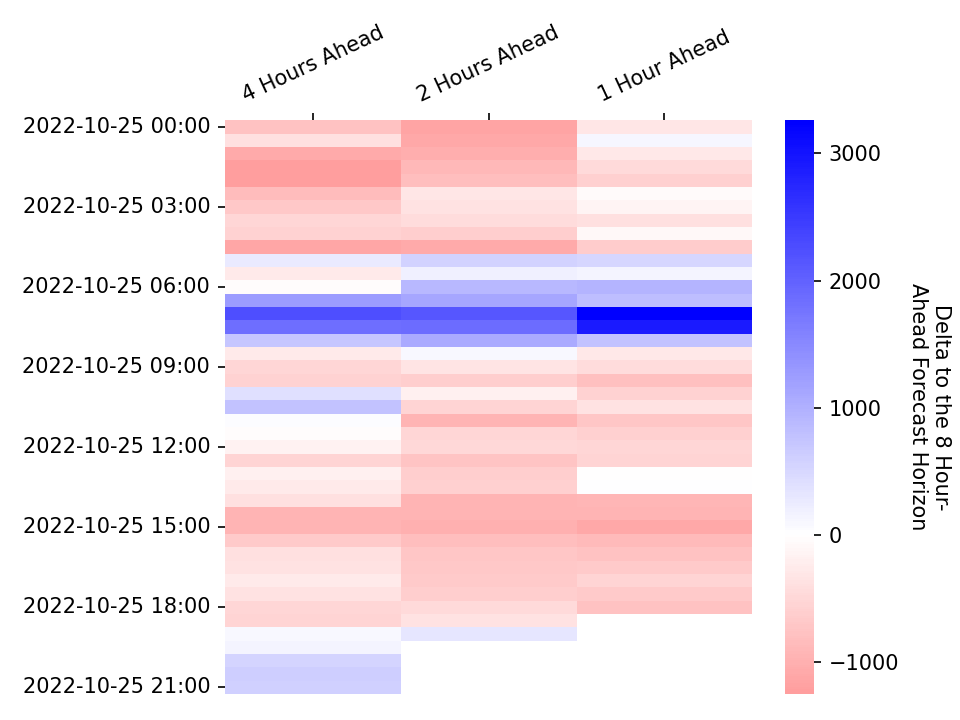 4 Hours Ahead
2 Hours Ahead
1 Hour Ahead
2022-10-25 00:00
2022-10-25 03:00
2022-10-25 06:00
2022-10-25 09:00
2022-10-25 12:00
2022-10-25 15:00
2022-10-25 18:00
2022-10-25 21:00
3000
2000
1000
0
−1000
Delta to the 8 Hour-
Ahead Forecast Horizon